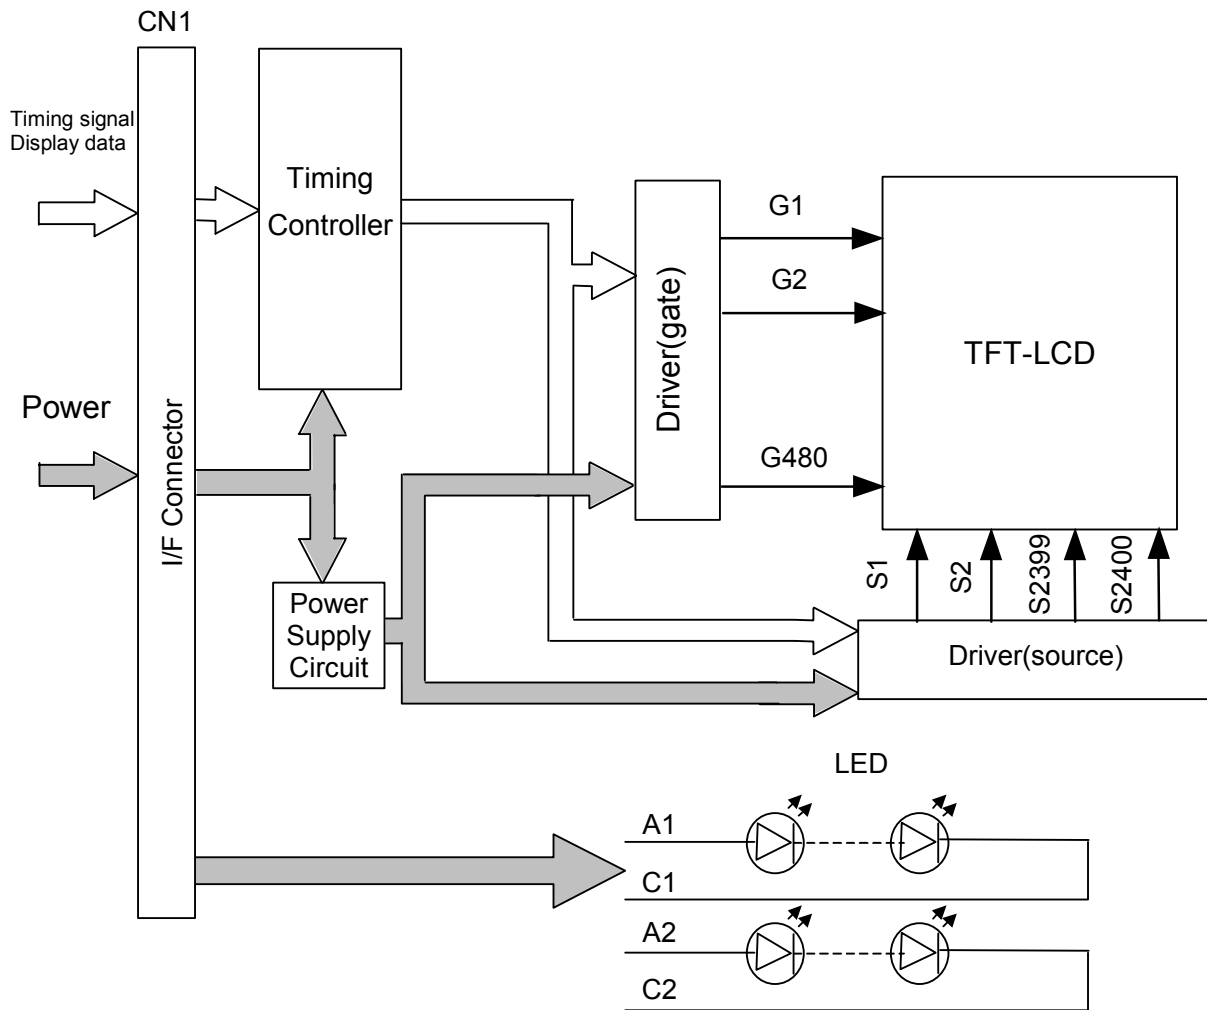 CN1
Timing signal
Display data
Timing
Controller
Power
I/F Connector
Driver(gate)
G1
G2
G480
TFT-LCD
S1
S2
S2399
S2400
Power
Supply
Circuit
Driver(source)
LED
A1
C1
A2
C2